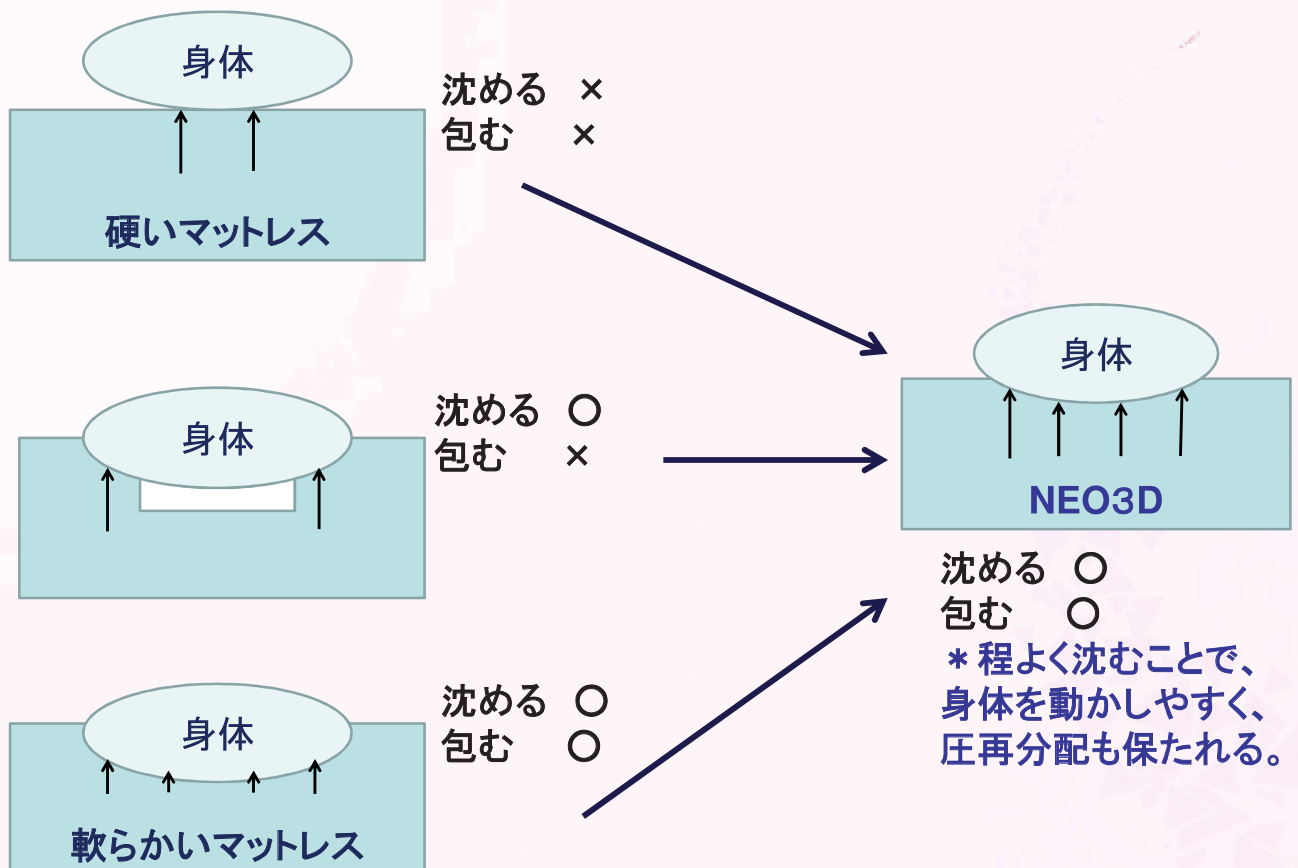 身体
沈める ×
包む ×
硬いマットレス
身体
沈める ○
包む ×
身体
沈める ○
包む ○
軟らかいマットレス
身体
NEO3D
沈める ○
包む ○
＊程よく沈むことで、
身体を動かしやすく、
圧再分配も保たれる。